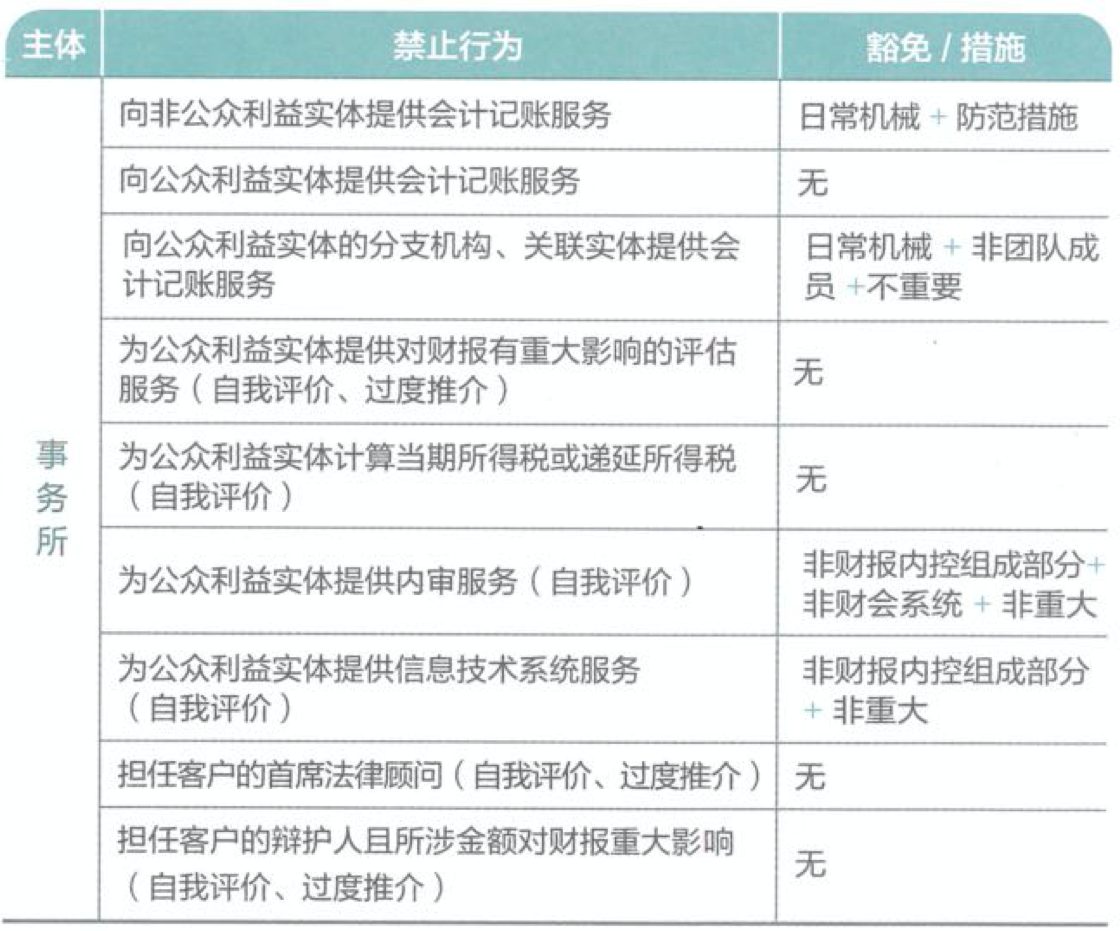 主体 禁止行为 豁免 / 措施
事务所
向非公众利益实体提供会计记账服务 日常机械 + 防范措施
向公众利益实体提供会计记账服务 无
向公众利益实体的分支机构、关联实体提供会
计记账服务
日常机械 + 非团队成
员 +不重要
为公众利益实体提供对财报有重大影响的评估
服务（自我评价、过度推介）
无
为公众利益实体计算当期所得税或递延所得税
（自我评价）
无
为公众利益实体提供内审服务（自我评价）
非财报内控组成部分+
非财会系统 + 非重大
为公众利益实体提供信息技术系统服务
（自我评价）
非财报内控组成部分
+ 非重大
担任客户的首席法律顾问（自我评价、过度推介） 无
担任客户的辩护人且所涉金额对财报重大影响
（自我评价、过度推介）
无